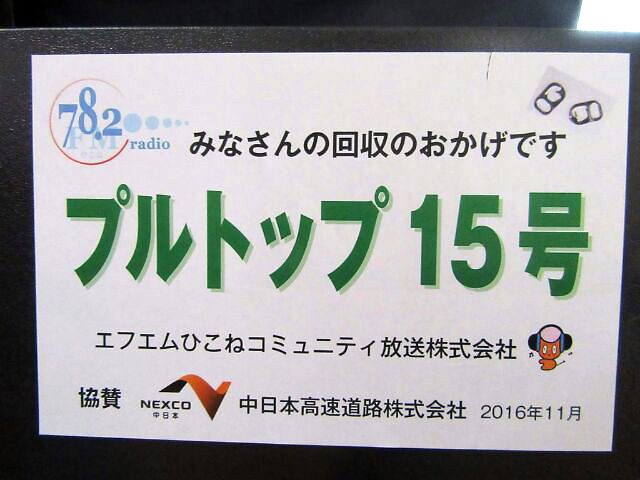 78.2
FM radio
みなさんの回収のおかげです
プルトップ 15号
エフエムひこねコミュニティ放送株式会社
協賛 NEXCO 中日本 中日本高速道路株式会社 2016年11月